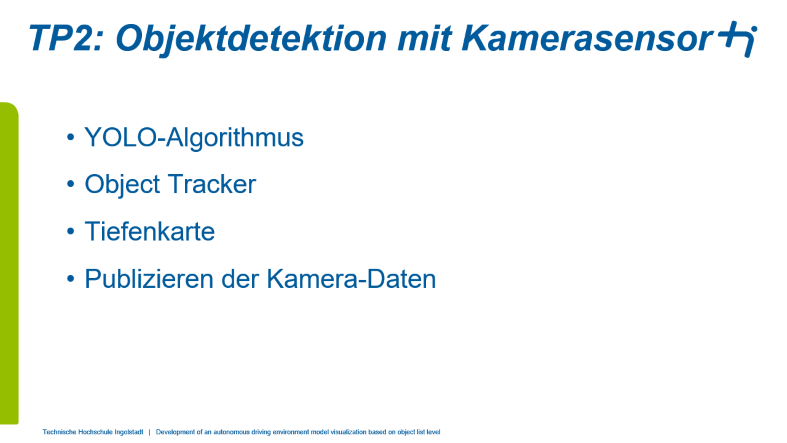 TP2: Objektdetektion mit Kamerasensor
• YOLO-Algorithmus
• Object Tracker
• Tiefenkarte
• Publizieren der Kamera-Daten
Technische Hochschule Ingolstadt | Development of an autonomous driving environment model visualization based on object list level